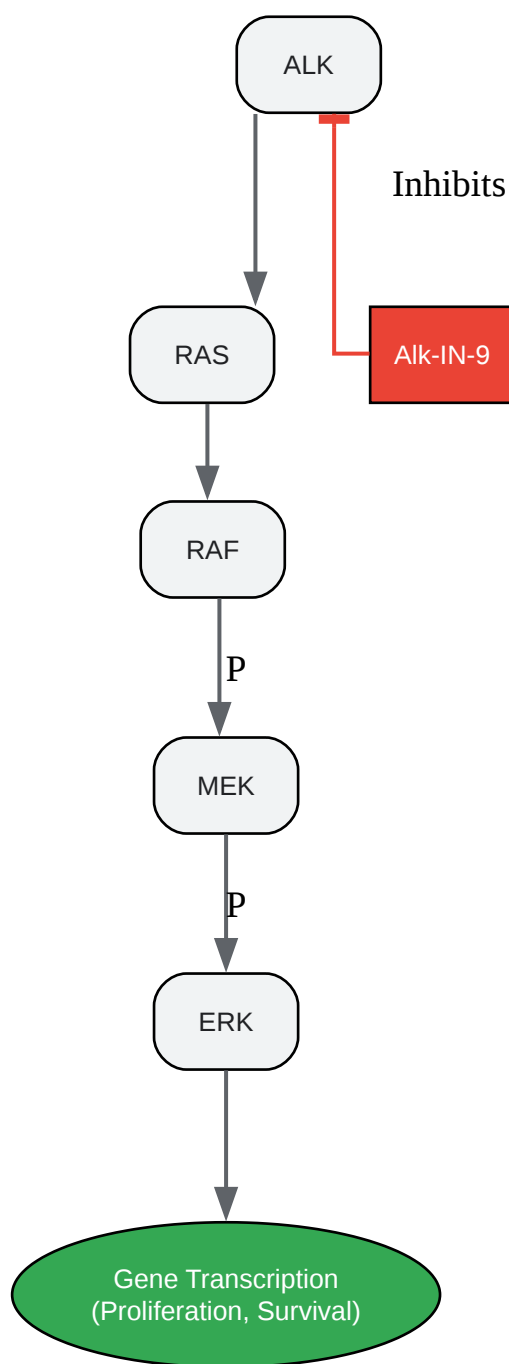 ALK
Inhibits
RAS
Alk-IN-9
RAF
P
MEK
P
ERK
Gene Transcription
(Proliferation, Survival)